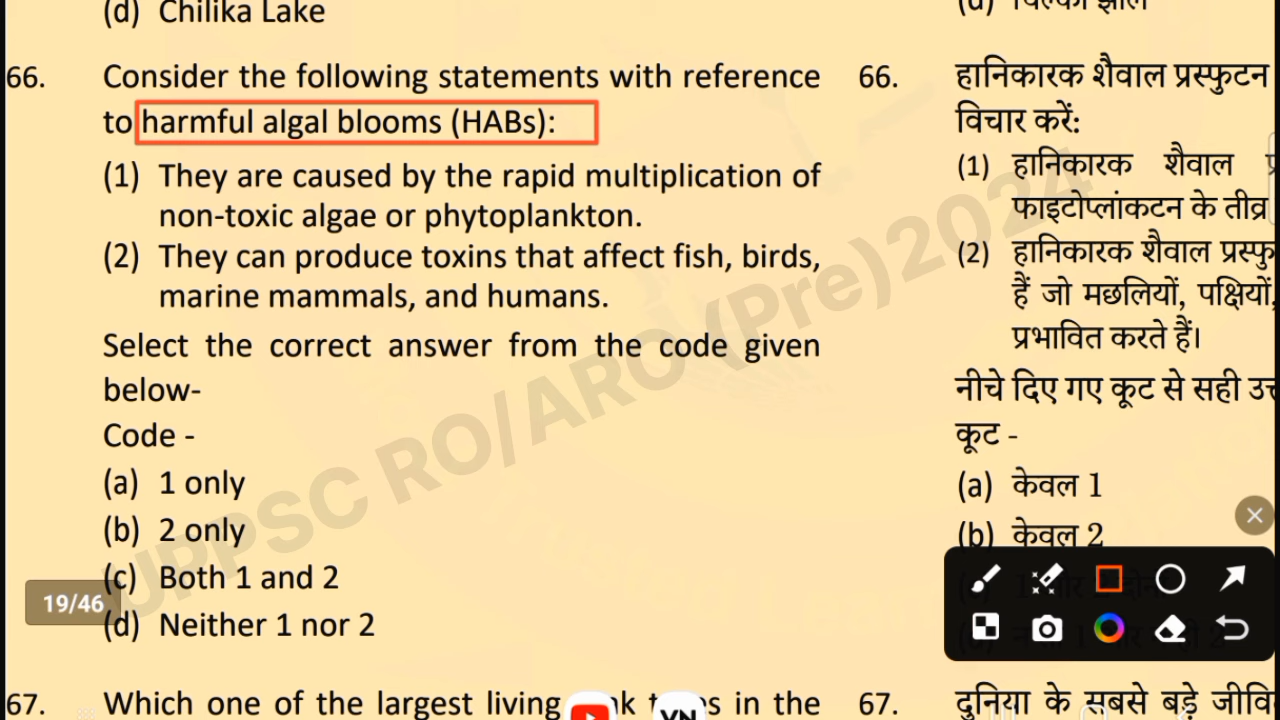 (d) Chilika Lake
66. Consider the following statements with reference
to harmful algal blooms (HABs):
(1) They are caused by the rapid multiplication of
non-toxic algae or phytoplankton.
(2) They can produce toxins that affect fish, birds,
marine mammals, and humans.
Select the correct answer from the code given
below-
Code -
(a) 1 only
(b) 2 only
(c) Both 1 and 2
(d) Neither 1 nor 2
67. Which one of the largest living in the
66. हानिकारक शैवाल प्रस्फुटन
विचार करें:
(1) हानिकारक शैवाल
फाइटोप्लांकटन के तीव्र
(2) हानिकारक शैवाल
हैं जो मछलियों, पक्षियों,
प्रभावित करते हैं।
नीचे दिए गए कूट से सही
कूट -
(a) केवल 1
(b) केवल 2
67. दुनिया के सबसे बड़े
UPPSC RO/ARO (Pre)2024
19/46
VN